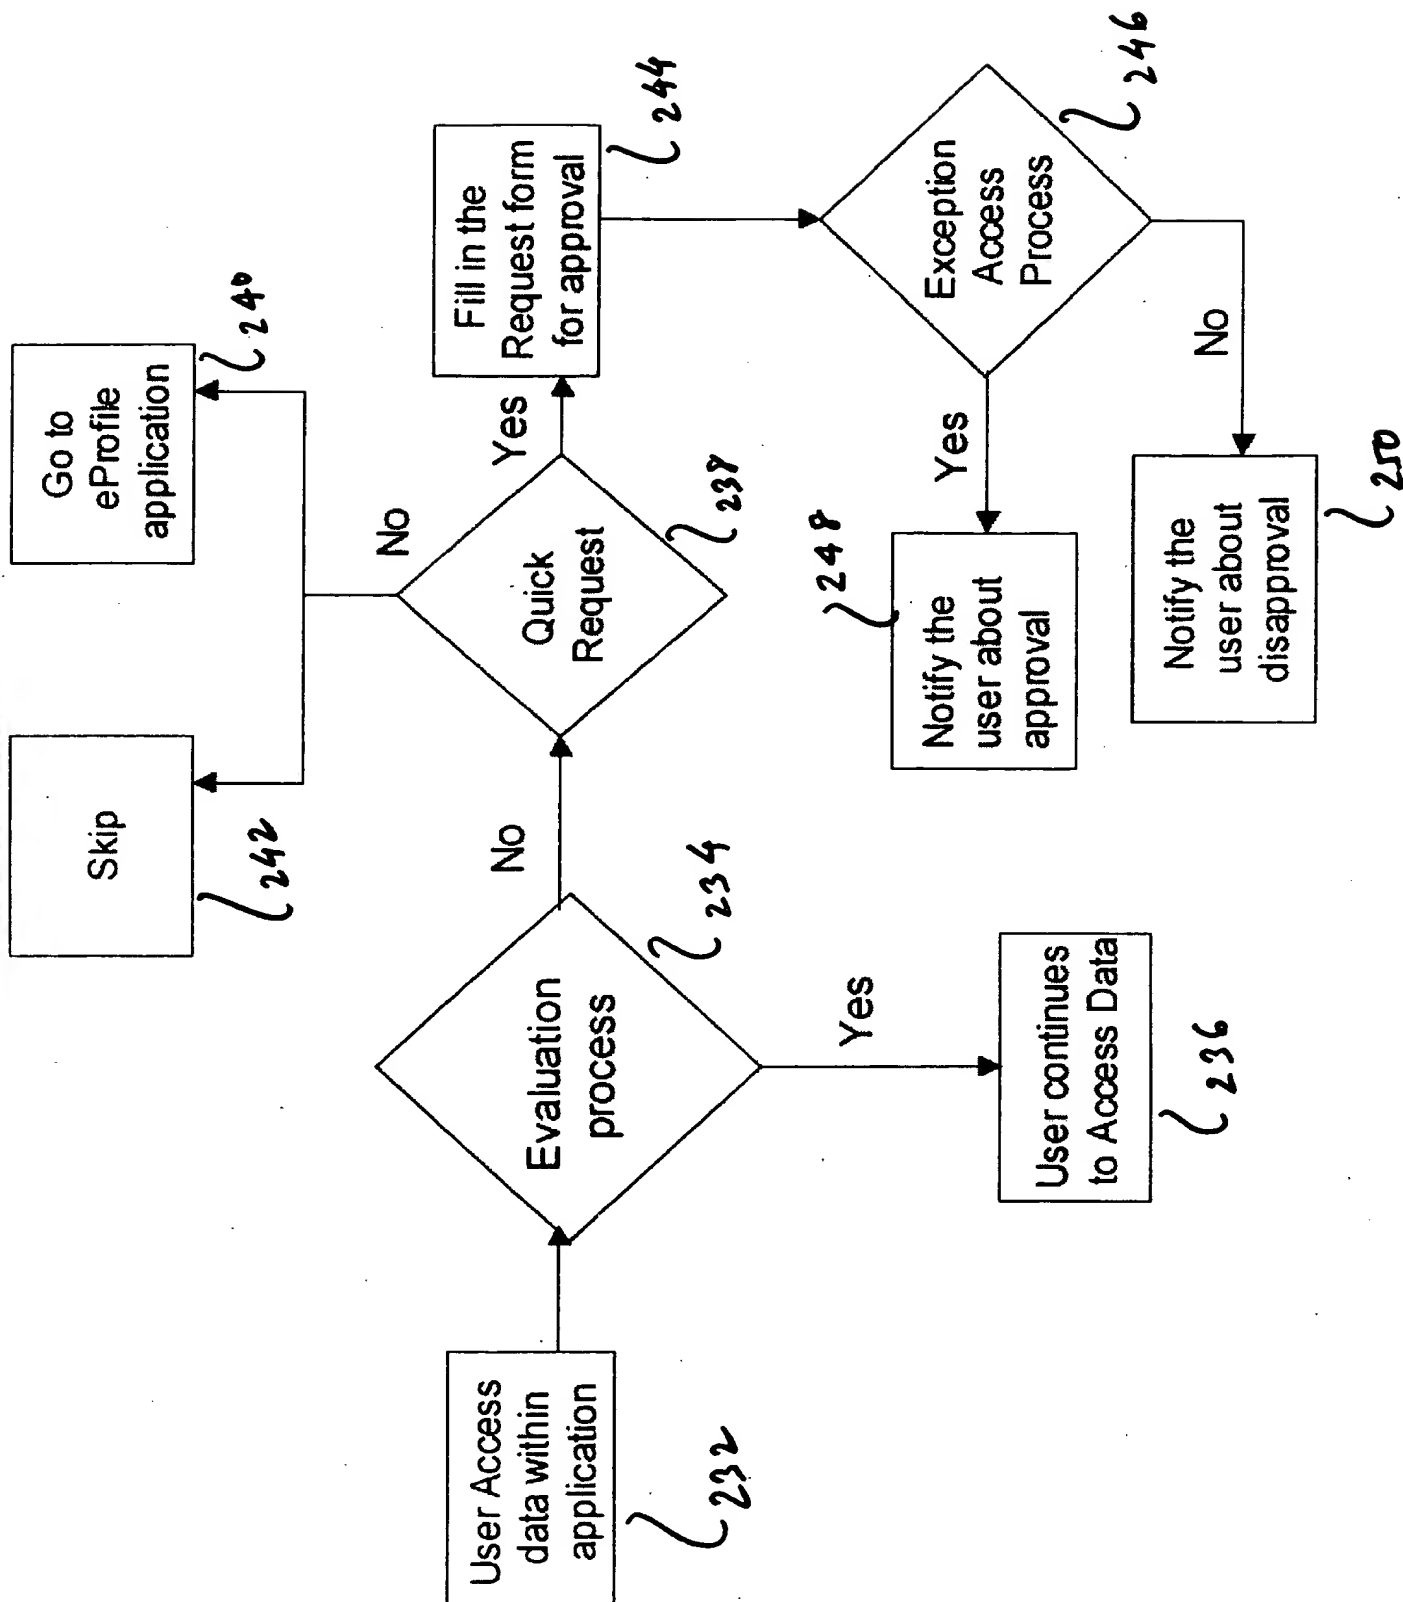 User Access
data within
application
232
Evaluation
process
234
Yes
User continues
to Access Data
236
No
Quick
Request
238
No
Skip
242
Go to
eProfile
application
240
Yes
Fill in the
Request form
for approval
244
Exception
Access
Process
246
Yes
Notify the
user about
approval
248
No
Notify the
user about
disapproval
250